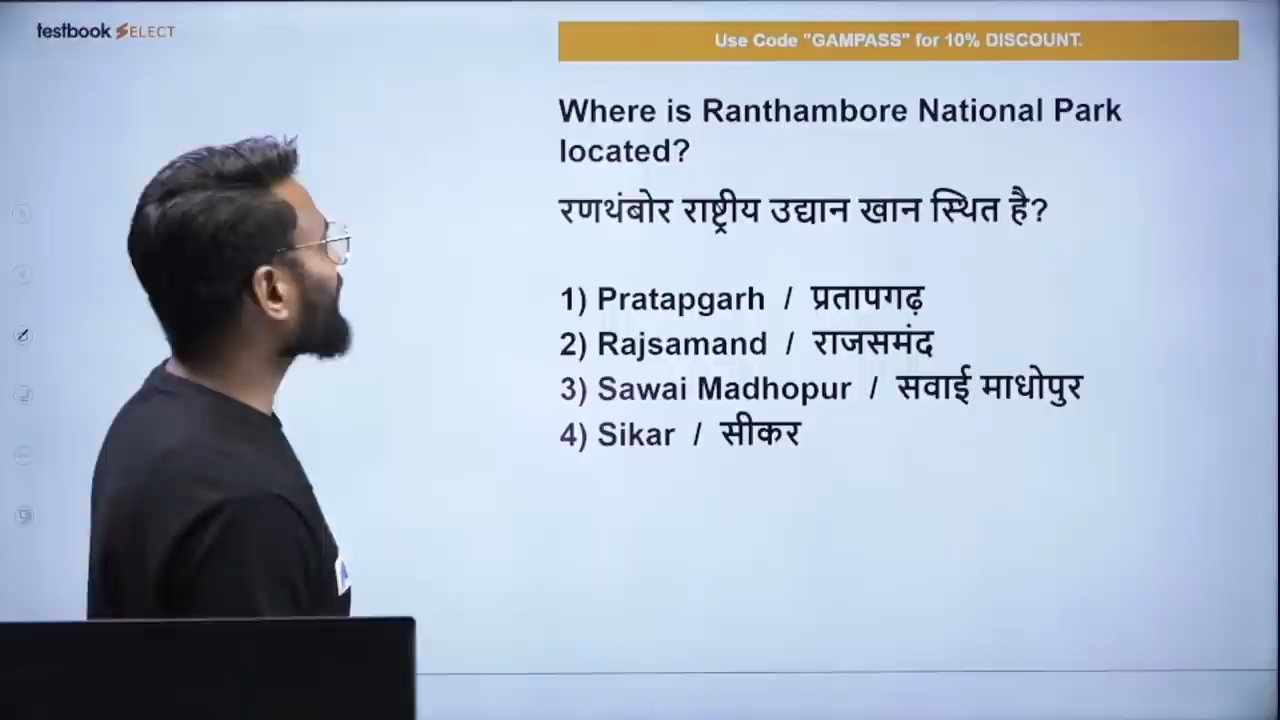 testbook SELECT
Use Code "GAMPASS" for 10% DISCOUNT.
Where is Ranthambore National Park
located?
रणथंबोर राष्ट्रीय उद्यान खान स्थित है?
1) Pratapgarh / प्रतापगढ़
2) Rajsamand / राजसमंद
3) Sawai Madhopur / सवाई माधोपुर
4) Sikar / सीकर